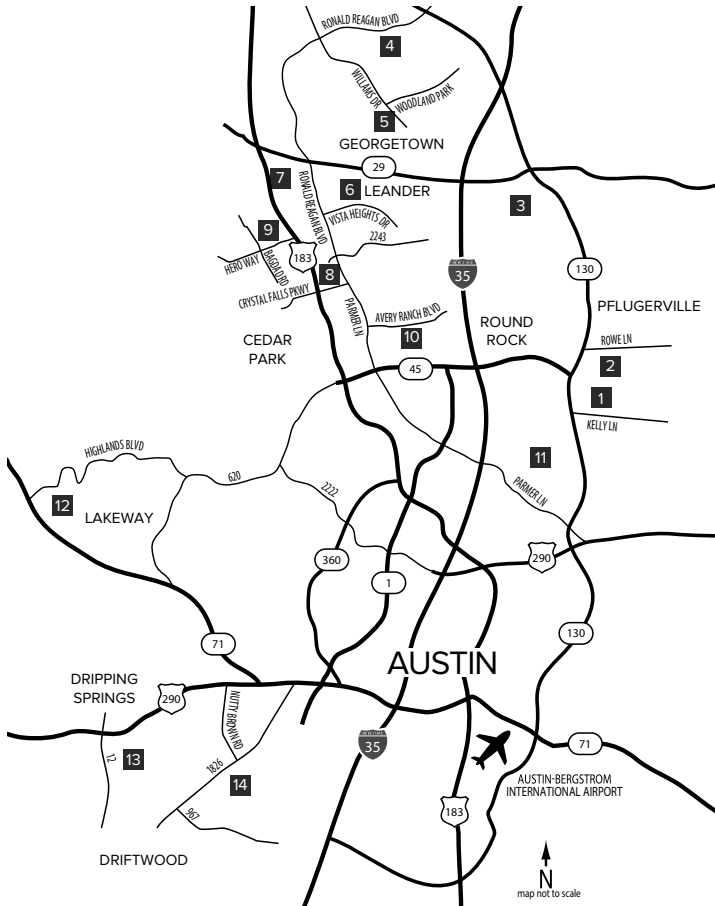 RONALD REAGAN BLVD
4
WILLIAMS DR
WOODLAND PARK
5
GEORGETOWN
29
7
6
LEANDER
RONALD REAGAN BLVD
3
VISTA HEIGHTS DR
9
2243
HERO WAY
BAGDAD RD
183
8
35
130
CRYSTAL FALLS PKWY
PARMER LN
AVERY RANCH BLVD
PFLUGERVILLE
CEDAR
PARK
10
ROUND
ROCK
ROWE LN
2
45
1
KELLY LN
HIGHLANDS BLVD
620
11
2222
PARMER LN
12
LAKEWAY
360
1
290
71
130
AUSTIN
DRIPPING
SPRINGS
290
NUTTY BROWN RD
12
13
1826
14
35
71
AUSTIN-BERGSTROM
INTERNATIONAL AIRPORT
967
183
DRIFTWOOD
N
map not to scale